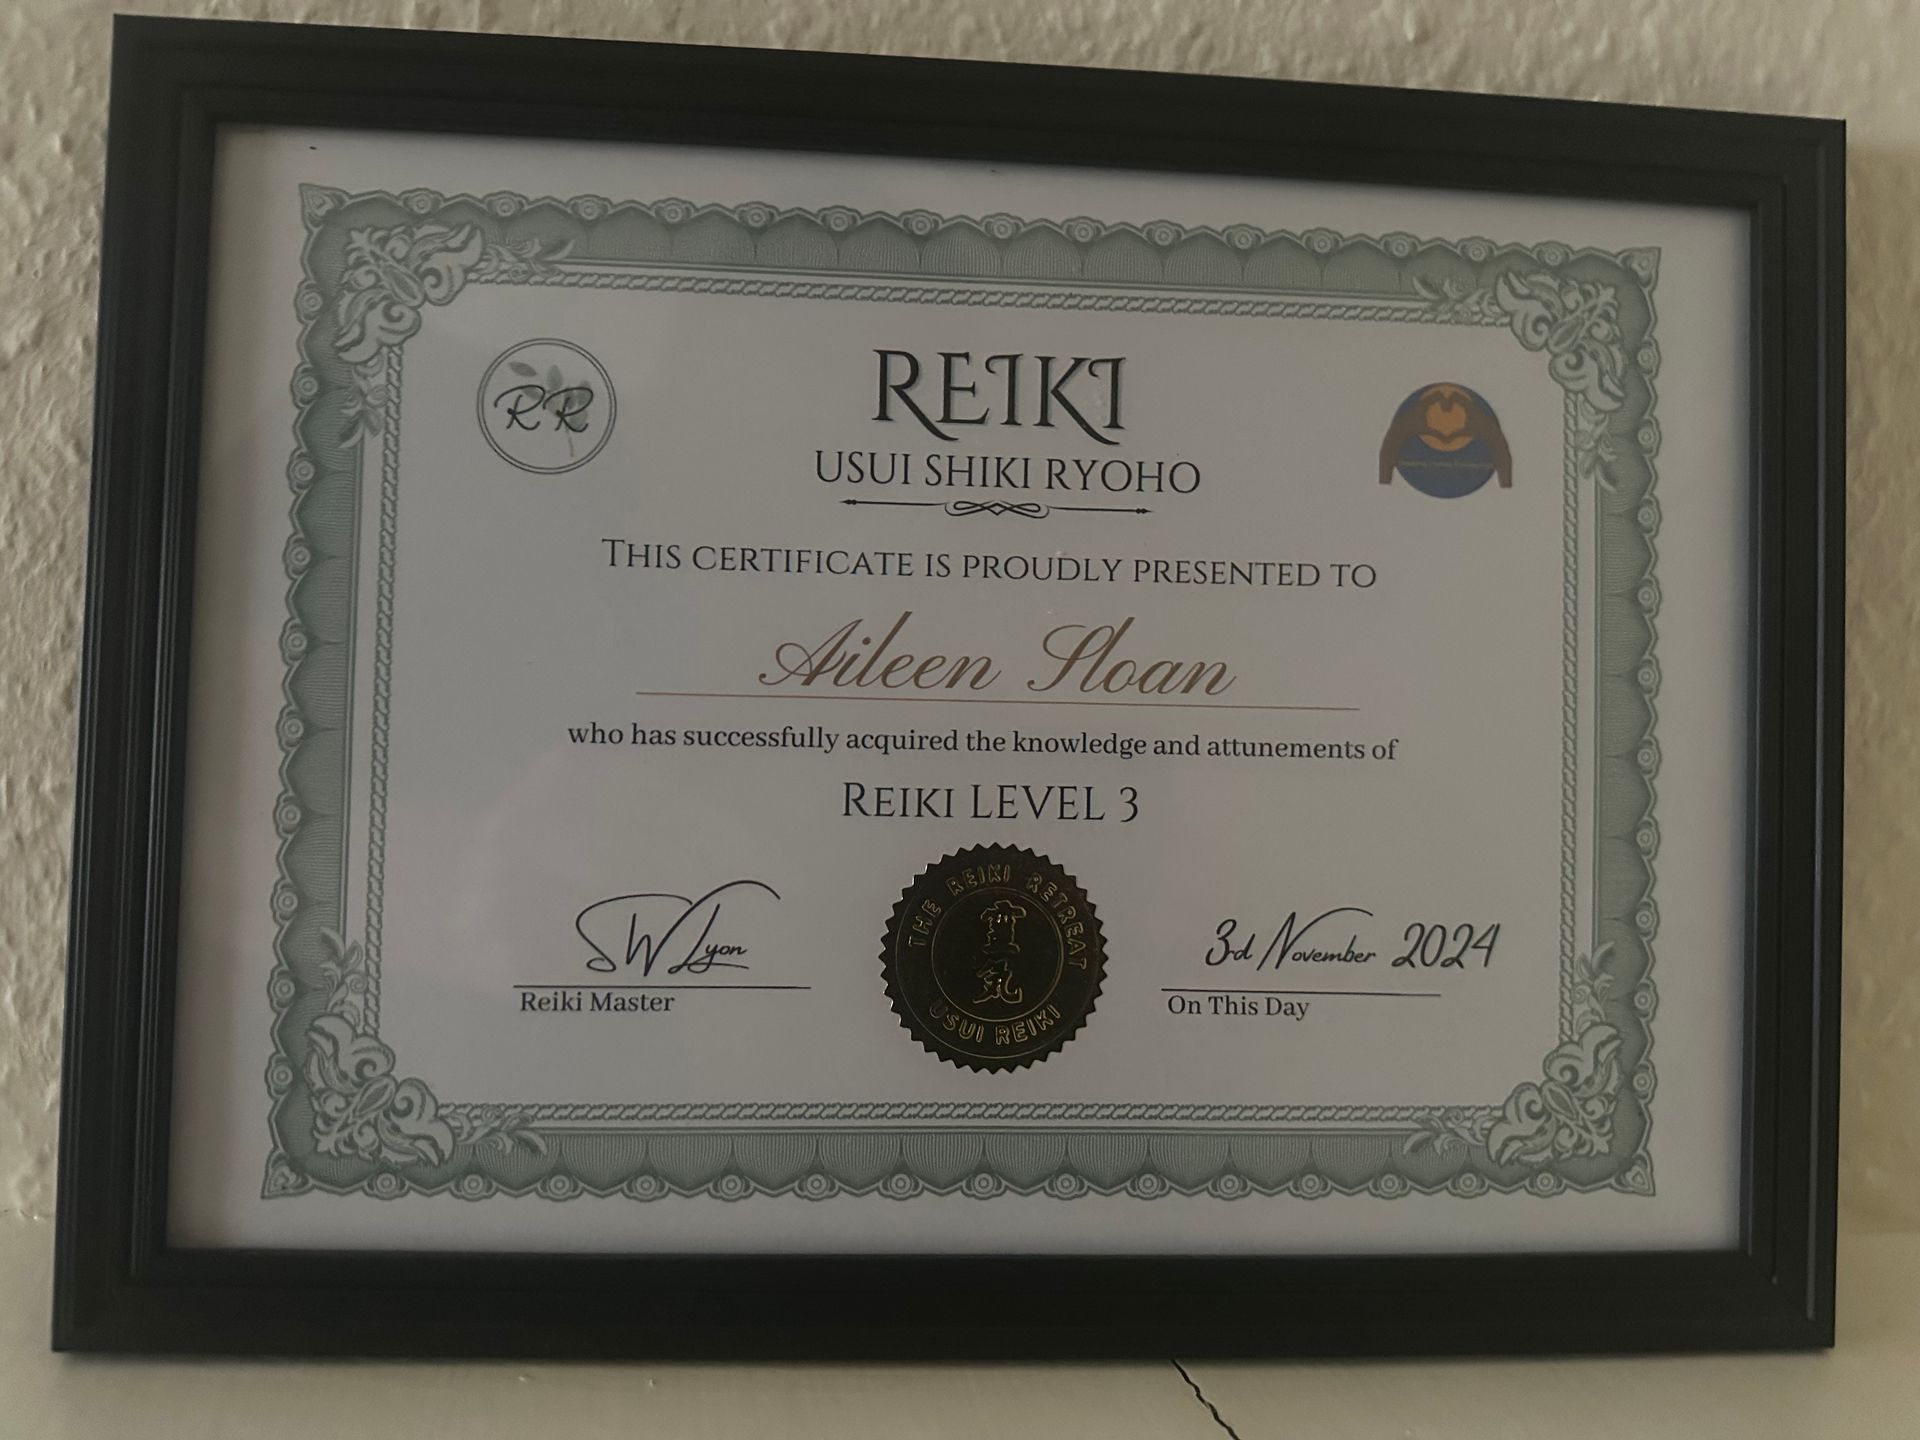 RR
REIKI
USUI SHIKI RYOHO
THIS CERTIFICATE IS PROUDLY PRESENTED TO
Aileen Sloan
who has successfully acquired the knowledge and attunements of
REIKI LEVEL 3
SW Lyon
Reiki Master
THE REIKI RETREAT
USUI REIKI
3rd November 2024
On This Day